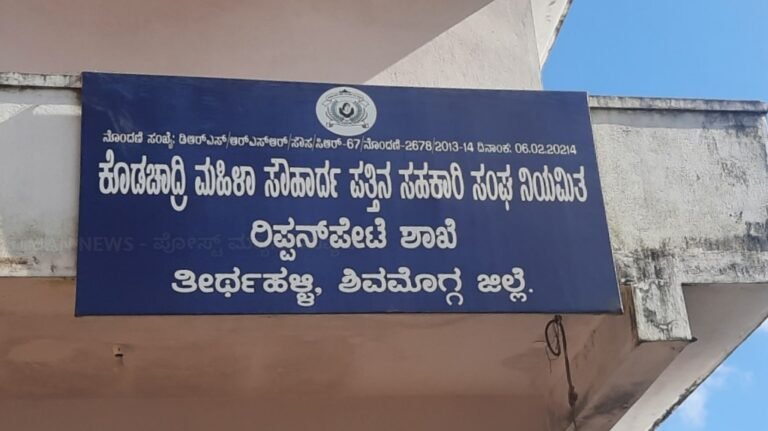 ನೊಂದಣಿ ಸಂಖ್ಯೆ: ಡಿಆರ್‌ಎಸ್/ಆರ್‌ಎಸ್‌ಆರ್/ಸೌಸ/ಸಿಆರ್-67/ನೊಂದಣಿ-2678/2013-14 ದಿನಾಂಕ: 06.02.20214
ಕೊಡಚಾದ್ರಿ ಮಹಿಳಾ ಸೌಹಾರ್ದ ಪತ್ತಿನ ಸಹಕಾರಿ ಸಂಘ ನಿಯಮಿತ
ರಿಪ್ಪನ್‌ಪೇಟೆ ಶಾಖೆ
NEWS - ಪೋಸ್ಟ್
ತೀರ್ಥಹಳ್ಳಿ, ಶಿವಮೊಗ್ಗ ಜಿಲ್ಲೆ.